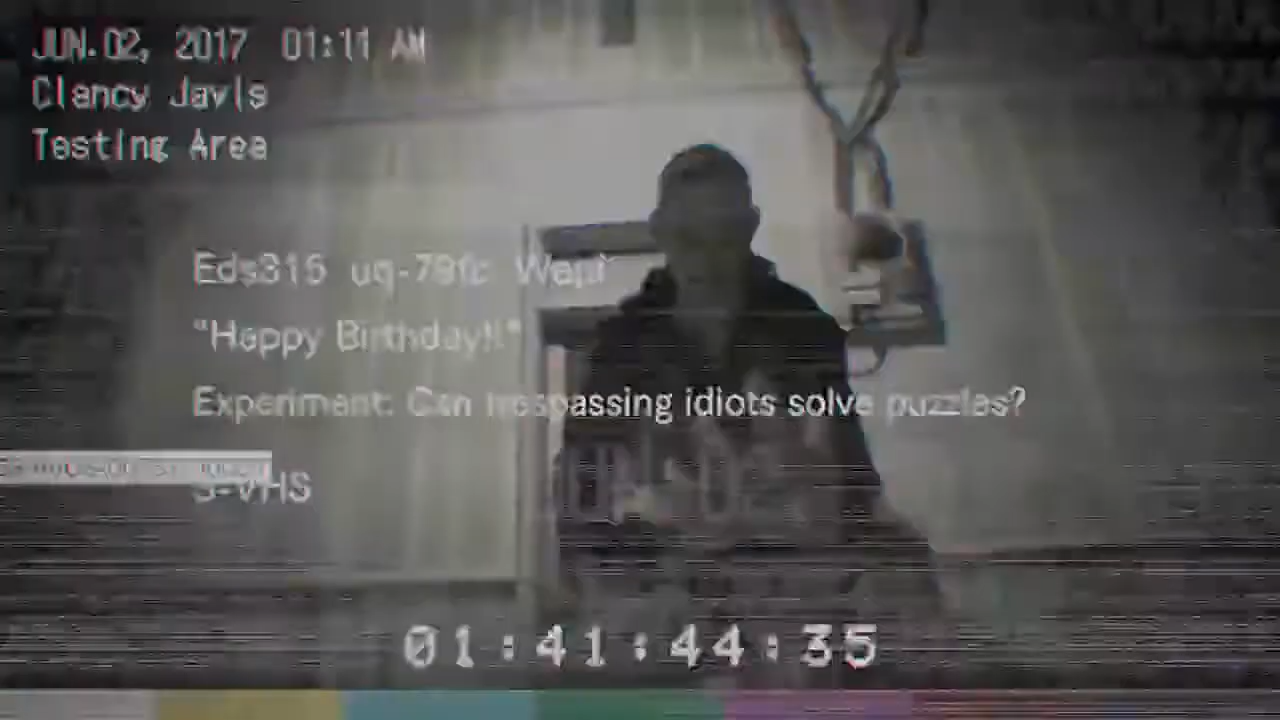 JUN.02, 2017 01:11 AM
Clancy Javis
Testing Area
"Happy Birthday!!"
Experiment: Can trespassing idiots solve puzzles?
S-VHS
01:41:44:35